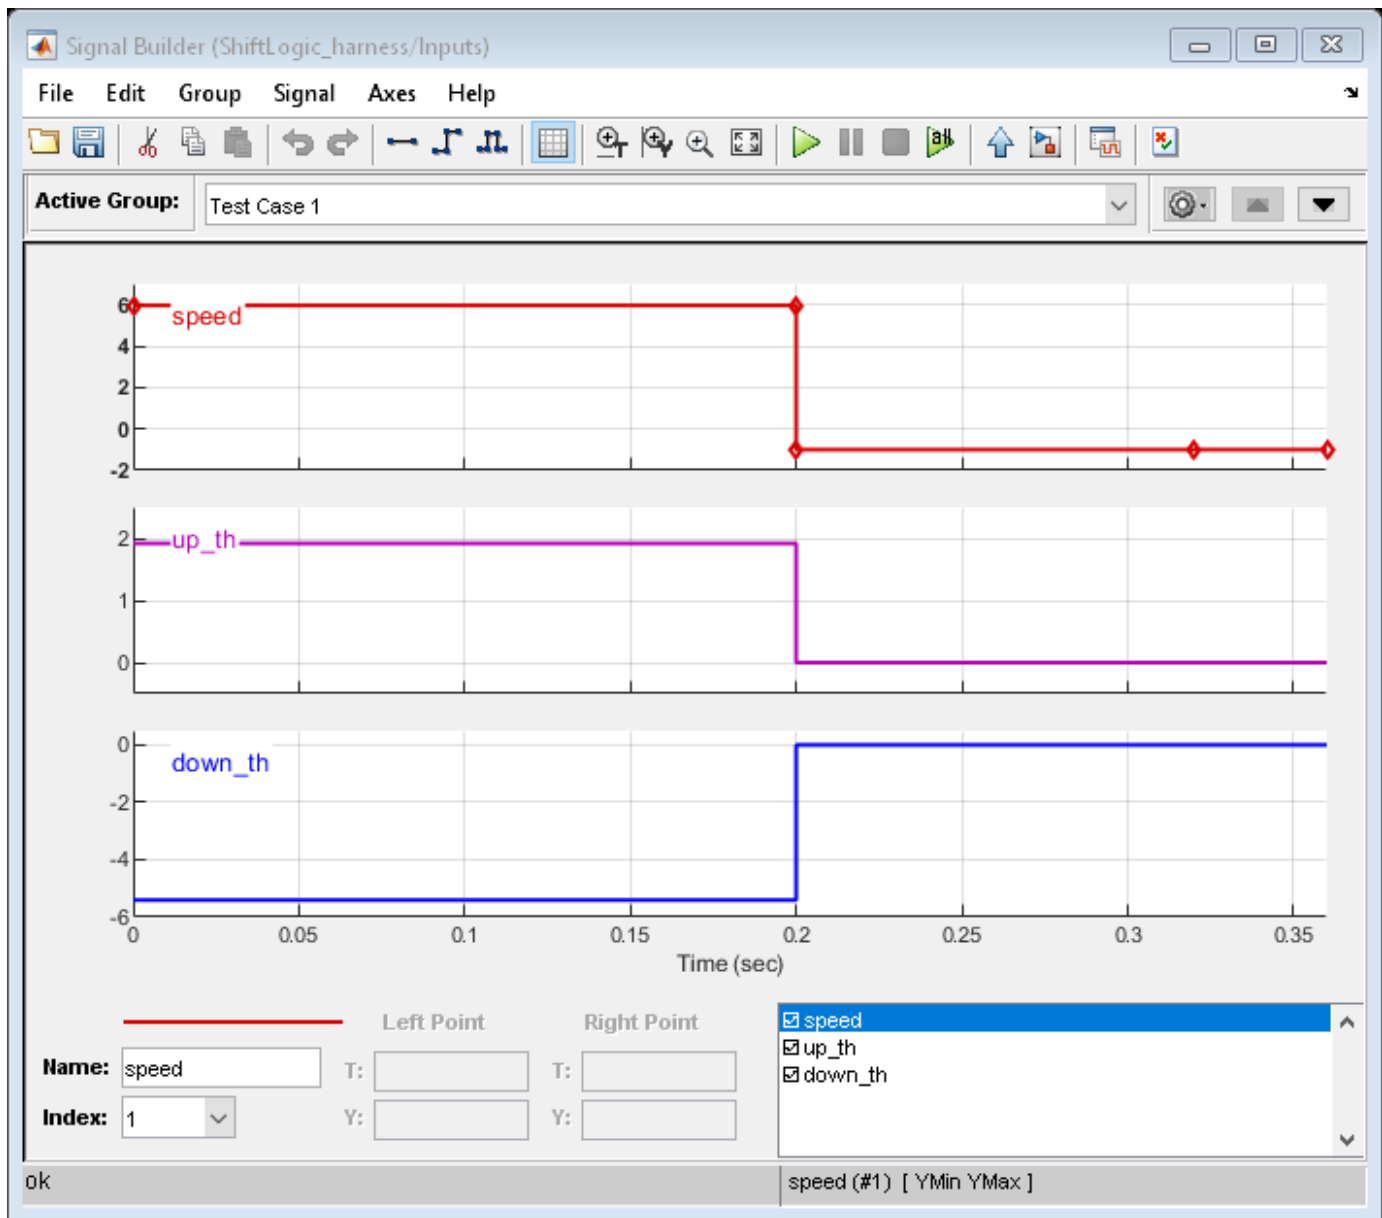 Signal Builder (ShiftLogic_harness/Inputs)
File Edit Group Signal Axes Help
Active Group: Test Case 1
6
speed
4
2
0
-2
2
up_th
1
0
0
down_th
-2
-4
-6
0 0.05 0.1 0.15 0.2 0.25 0.3 0.35
Time (sec)
Left Point Right Point
Name: speed T: T:
Index: 1 Y: Y:
speed
up_th
down_th
ok
speed (#1) [ YMin YMax ]